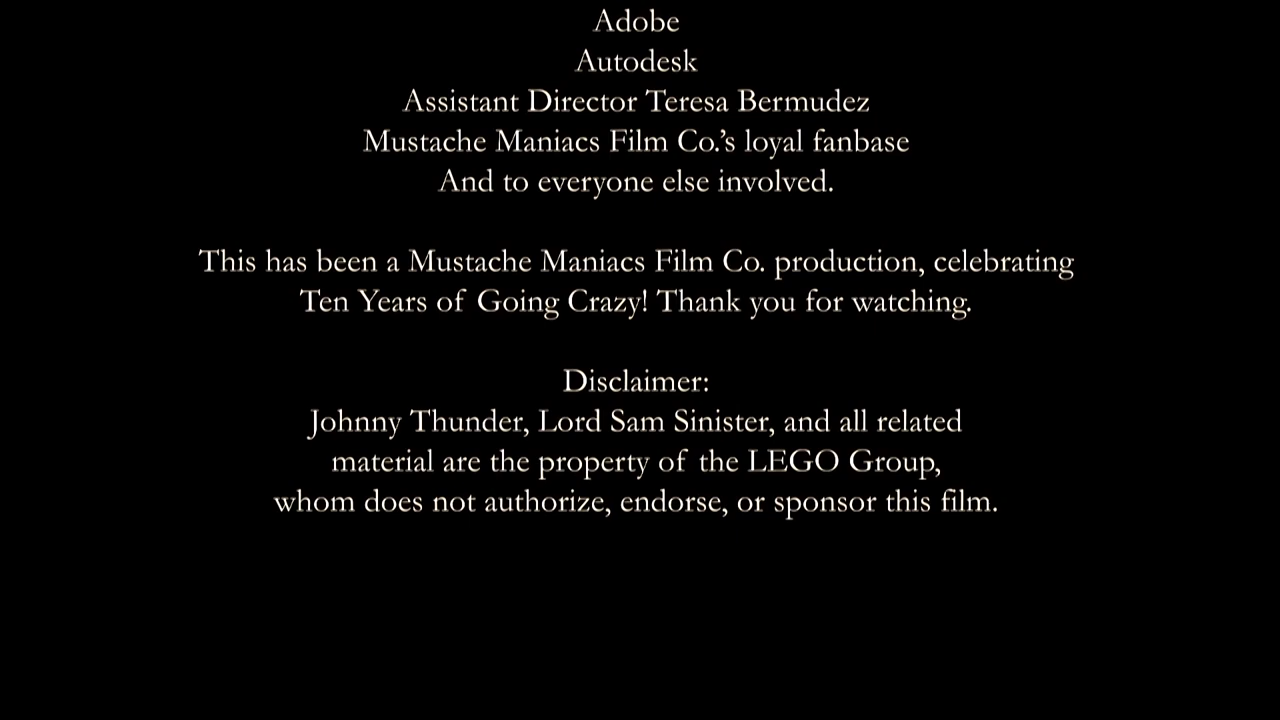 Adobe
Autodesk
Assistant Director Teresa Bermudez
Mustache Maniacs Film Co.’s loyal fanbase
And to everyone else involved.
This has been a Mustache Maniacs Film Co. production, celebrating
Ten Years of Going Crazy! Thank you for watching.
Disclaimer:
Johnny Thunder, Lord Sam Sinister, and all related
material are the property of the LEGO Group,
whom does not authorize, endorse, or sponsor this film.